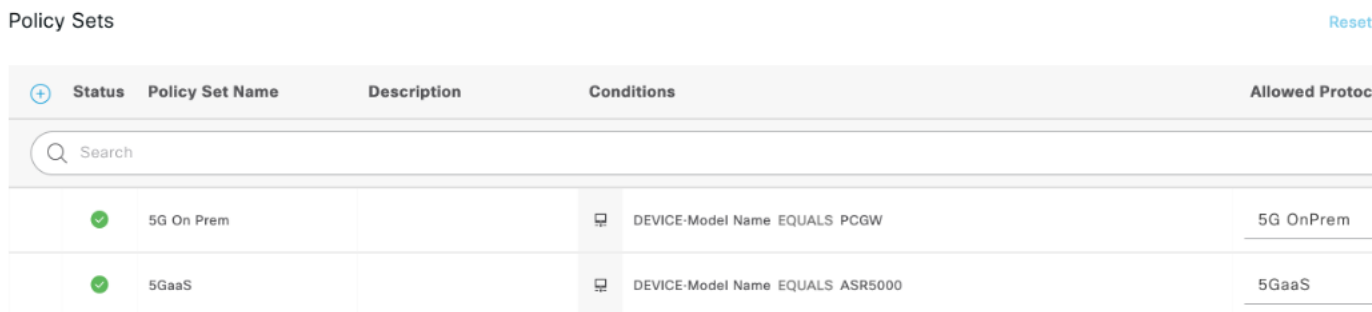 Policy Sets
Reset
Status Policy Set Name Description Conditions Allowed Protoc
Search
5G On Prem DEVICE-Model Name EQUALS PCGW 5G OnPrem
5GaaS DEVICE-Model Name EQUALS ASR5000 5GaaS